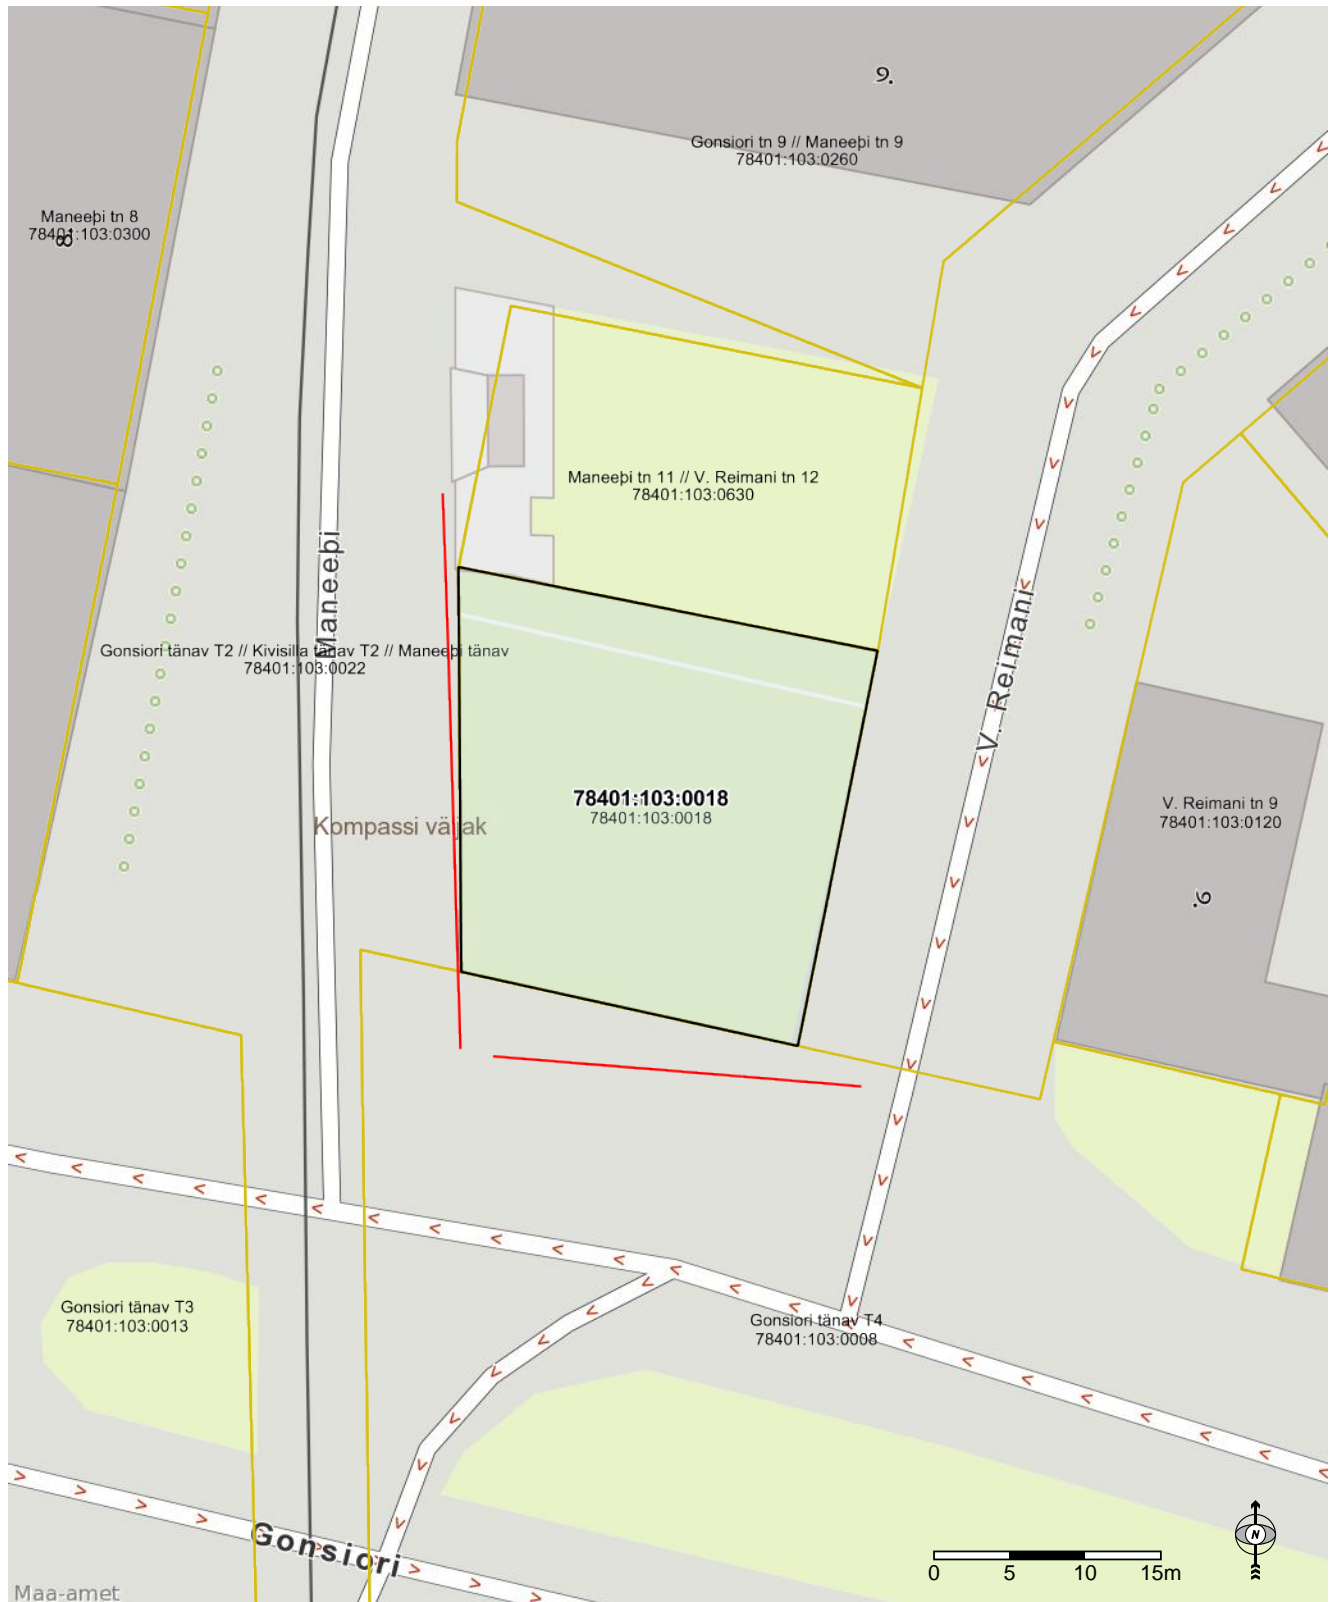 9.
Gonsiori tn 9 // Maneeþi tn 9
78401:103:0260
Maneeþi tn 8
78401:103:0300
8
Maneeþi tn 11 // V. Reimani tn 12
78401:103:0630
Maneeþi
Gonsiori tänav T2 // Kivisilla tänav T2 // Maneeþi tänav
78401:103:0022
V. Reimani
78401:103:0018
78401:103:0018
Kompassi väljak
V. Reimani tn 9
78401:103:0120
9.
Gonsiori tänav T3
78401:103:0013
Gonsiori tänav T4
78401:103:0008
Gonsiori
N
0 5 10 15m
Maa-amet